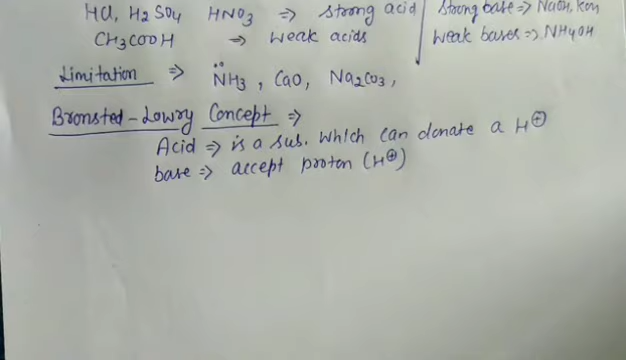 HCl, H2SO4 HNO3 => strong acid
CH3COOH => Weak acids
Strong base => NaOH, KOH
Weak bases => NH4OH
Limitation => N̈H3, CaO, Na2CO3,
Bronsted-Lowry Concept =>
Acid => is a sus. which can donate a H⊕
base => accept proton (H⊕)